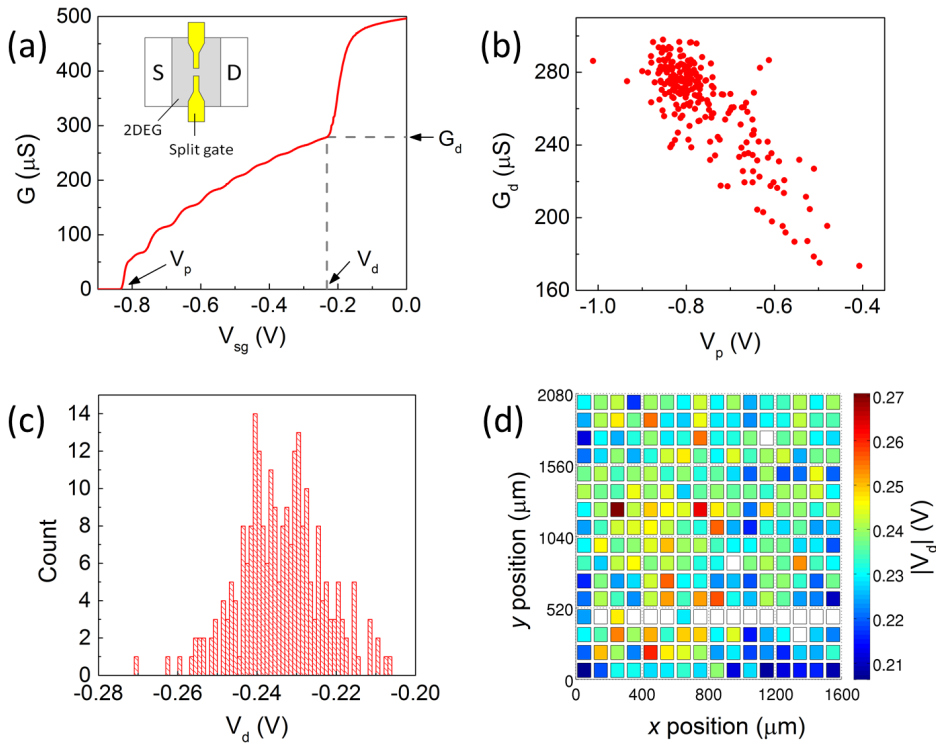 (a)
500
400
300
200
100
0
G (μS)
S
D
2DEG
Split gate
G_d
V_p
V_d
-0.8
-0.6
-0.4
-0.2
0.0
V_sg (V)
(b)
280
240
200
160
G_d (μS)
-1.0
-0.8
-0.6
-0.4
V_p (V)
(c)
14
12
10
8
6
4
2
0
Count
-0.28
-0.26
-0.24
-0.22
-0.20
V_d (V)
(d)
2080
1560
1040
520
0
y position (μm)
0
400
800
1200
1600
x position (μm)
0.27
0.26
0.25
0.24
0.23
0.22
0.21
|V_d| (V)